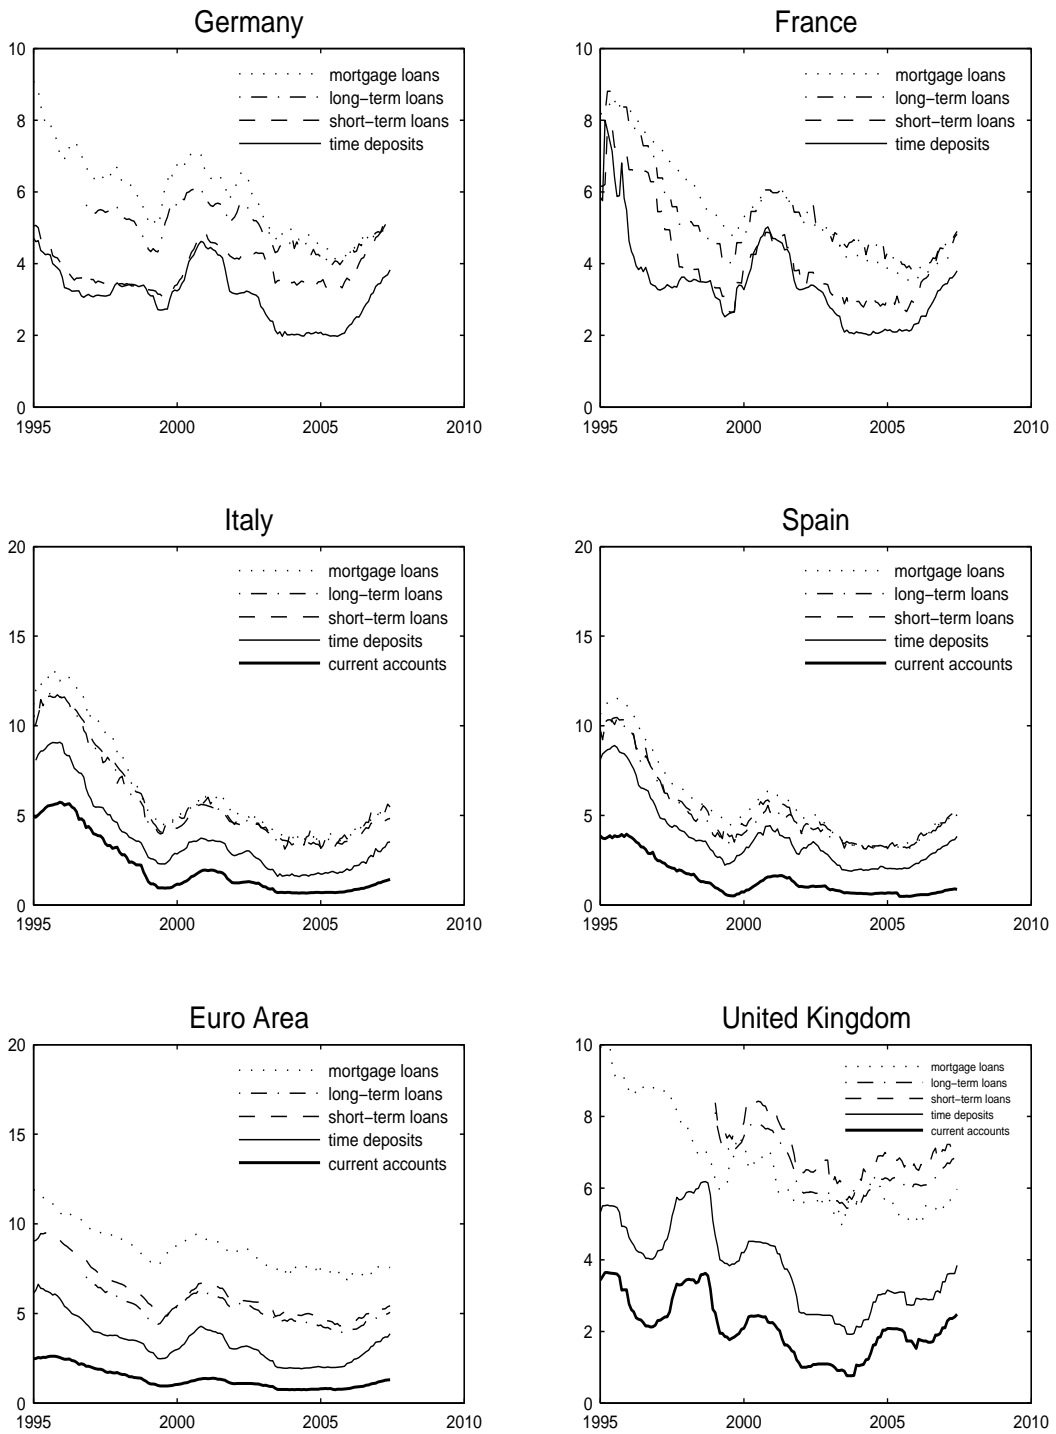 Germany
10
8
6
4
2
0
1995 2000 2005 2010
mortgage loans
long−term loans
short−term loans
time deposits
France
10
8
6
4
2
0
1995 2000 2005 2010
mortgage loans
long−term loans
short−term loans
time deposits
Italy
20
15
10
5
0
1995 2000 2005 2010
mortgage loans
long−term loans
short−term loans
time deposits
current accounts
Spain
20
15
10
5
0
1995 2000 2005 2010
mortgage loans
long−term loans
short−term loans
time deposits
current accounts
Euro Area
20
15
10
5
0
1995 2000 2005 2010
mortgage loans
long−term loans
short−term loans
time deposits
current accounts
United Kingdom
10
8
6
4
2
0
1995 2000 2005 2010
mortgage loans
long−term loans
short−term loans
time deposits
current accounts